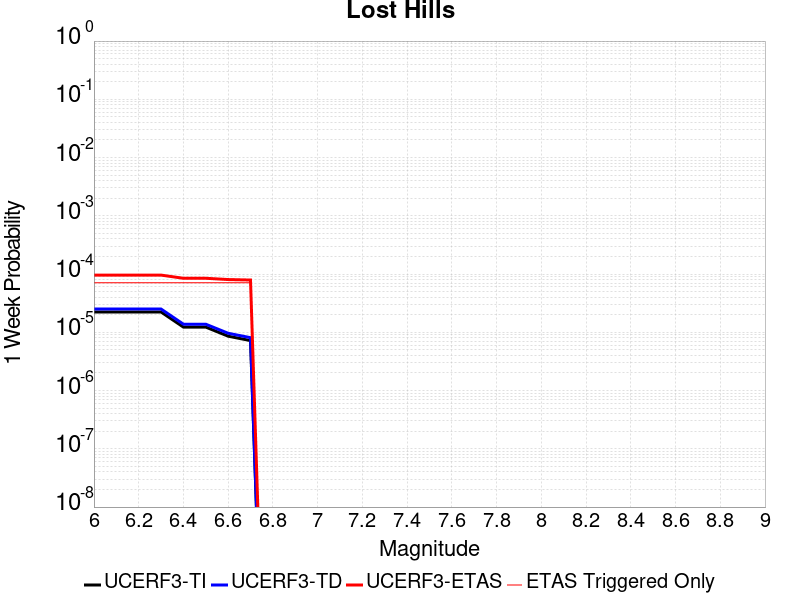 Lost Hills
1 Week Probability
10^0
10^-1
10^-2
10^-3
10^-4
10^-5
10^-6
10^-7
10^-8
6 6.2 6.4 6.6 6.8 7 7.2 7.4 7.6 7.8 8 8.2 8.4 8.6 8.8 9
Magnitude
UCERF3-TI UCERF3-TD UCERF3-ETAS ETAS Triggered Only